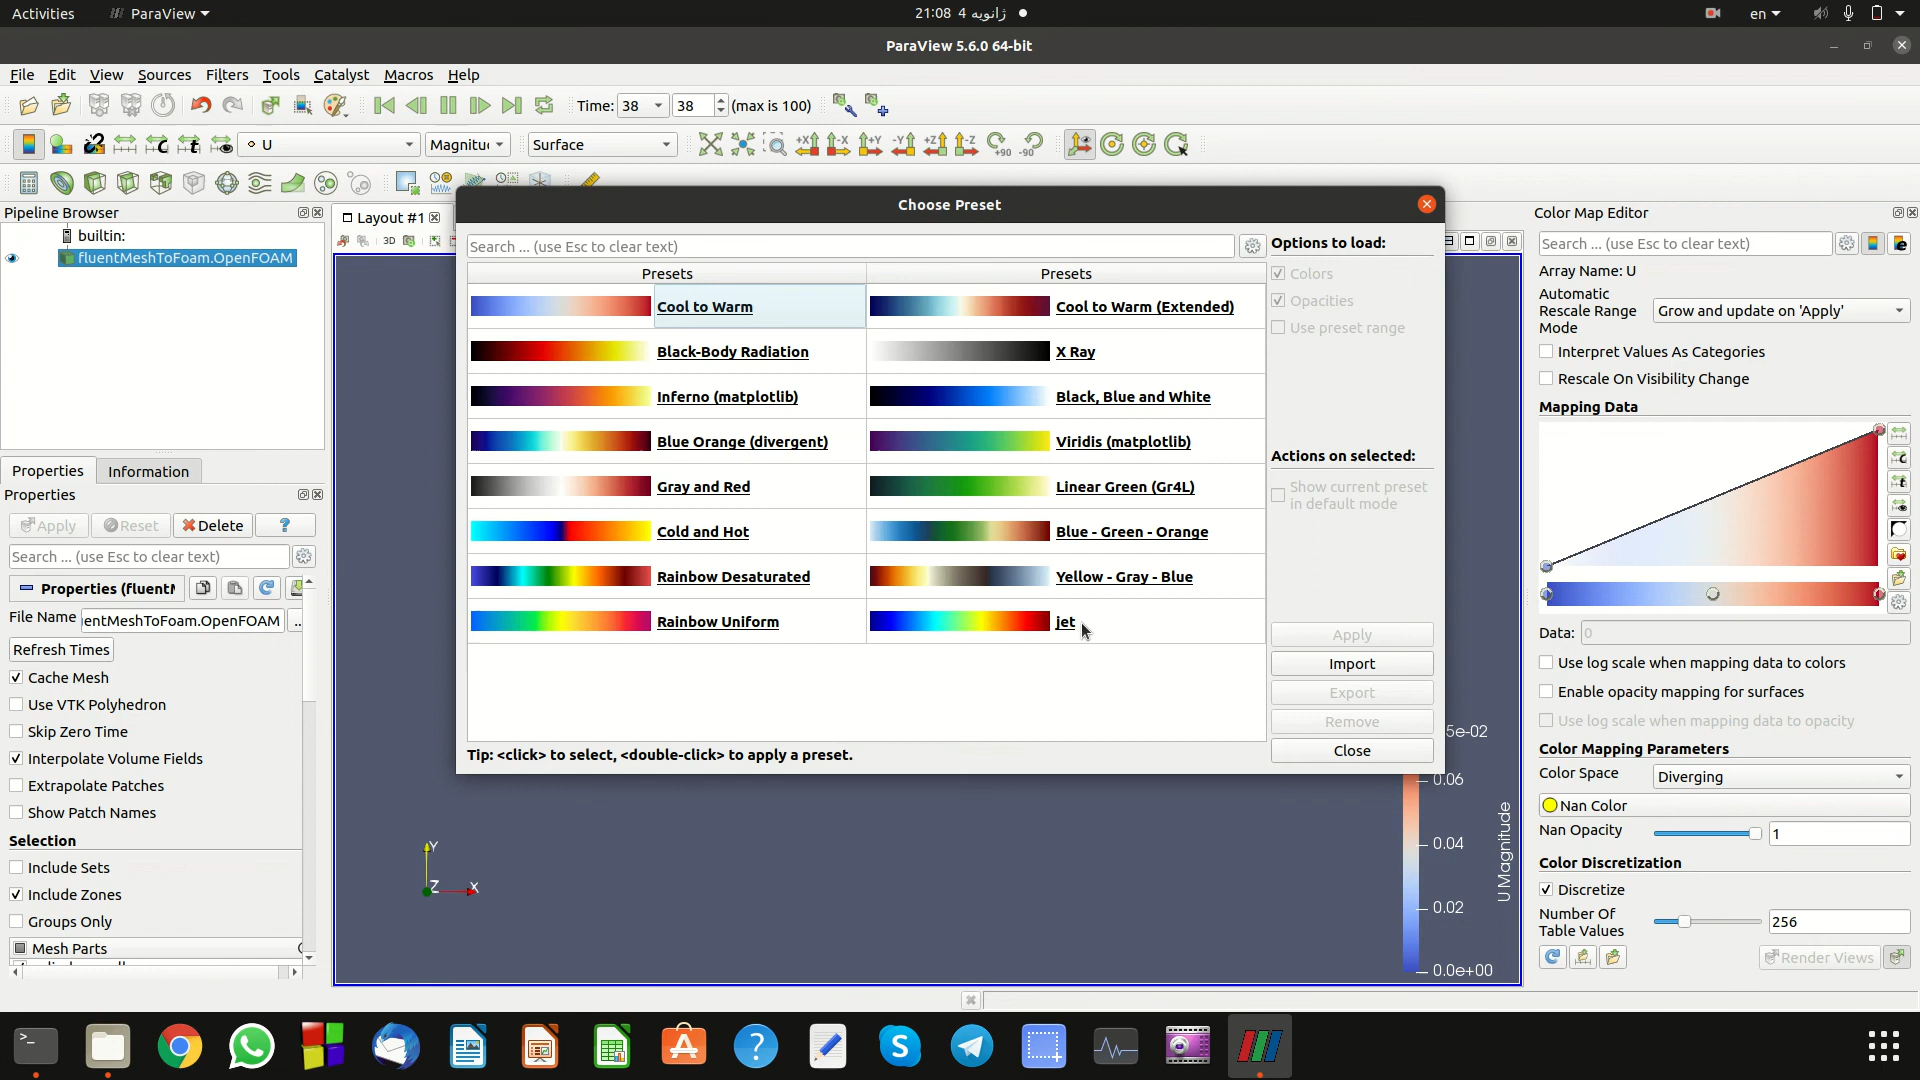 Activities
ParaView
21:08 4 ژانویه
en
ParaView 5.6.0 64-bit
File Edit View Sources Filters Tools Catalyst Macros Help
Time: 38 38 (max is 100)
U
Magnituc
Surface
+X -X +Y -Y +Z -Z +90 -90
Pipeline Browser
builtin:
fluentMeshToFoam.OpenFOAM
Layout #1
3D
Properties Information
Properties
Apply Reset Delete ?
Search ... (use Esc to clear text)
Properties (fluentM
File Name entMeshToFoam.OpenFOAM ..
Refresh Times
Cache Mesh
Use VTK Polyhedron
Skip Zero Time
Interpolate Volume Fields
Extrapolate Patches
Show Patch Names
Selection
Include Sets
Include Zones
Groups Only
Mesh Parts
Choose Preset
Search ... (use Esc to clear text)
Presets Presets
Cool to Warm Cool to Warm (Extended)
Black-Body Radiation X Ray
Inferno (matplotlib) Black, Blue and White
Blue Orange (divergent) Viridis (matplotlib)
Gray and Red Linear Green (Gr4L)
Cold and Hot Blue - Green - Orange
Rainbow Desaturated Yellow - Gray - Blue
Rainbow Uniform jet
Tip: <click> to select, <double-click> to apply a preset.
Options to load:
Colors
Opacities
Use preset range
Actions on selected:
Show current preset
in default mode
Apply
Import
Export
Remove
Close
5e-02
0.06
0.04
0.02
0.0e+00
U Magnitude
Y
Z X
Color Map Editor
Search ... (use Esc to clear text)
Array Name: U
Automatic
Rescale Range
Mode
Grow and update on 'Apply'
Interpret Values As Categories
Rescale On Visibility Change
Mapping Data
Data: 0
Use log scale when mapping data to colors
Enable opacity mapping for surfaces
Use log scale when mapping data to opacity
Color Mapping Parameters
Color Space Diverging
Nan Color
Nan Opacity 1
Color Discretization
Discretize
Number Of
Table Values
256
Render Views